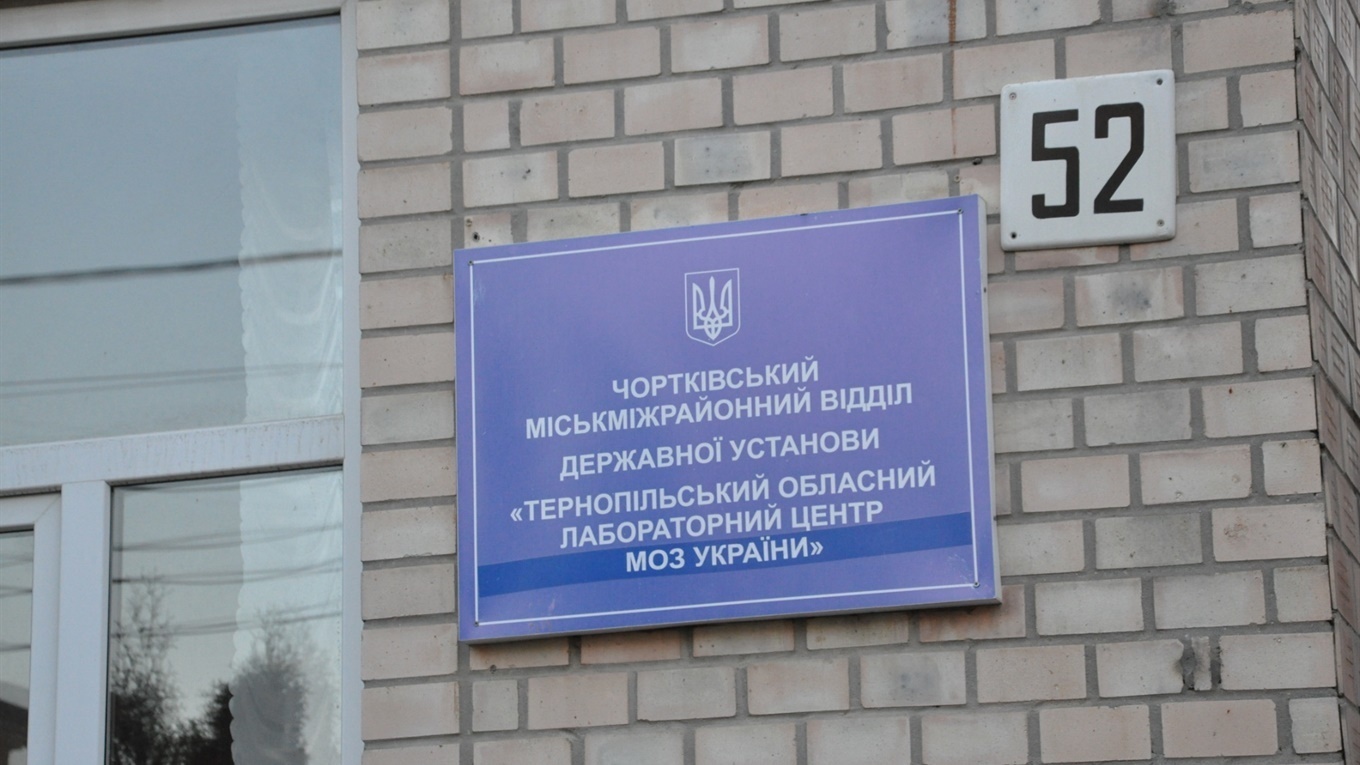 52
ЧОРТКІВСЬКИЙ
МІСЬКМІЖРАЙОННИЙ ВІДДІЛ
ДЕРЖАВНОЇ УСТАНОВИ
«ТЕРНОПІЛЬСЬКИЙ ОБЛАСНИЙ
ЛАБОРАТОРНИЙ ЦЕНТР
МОЗ УКРАЇНИ»